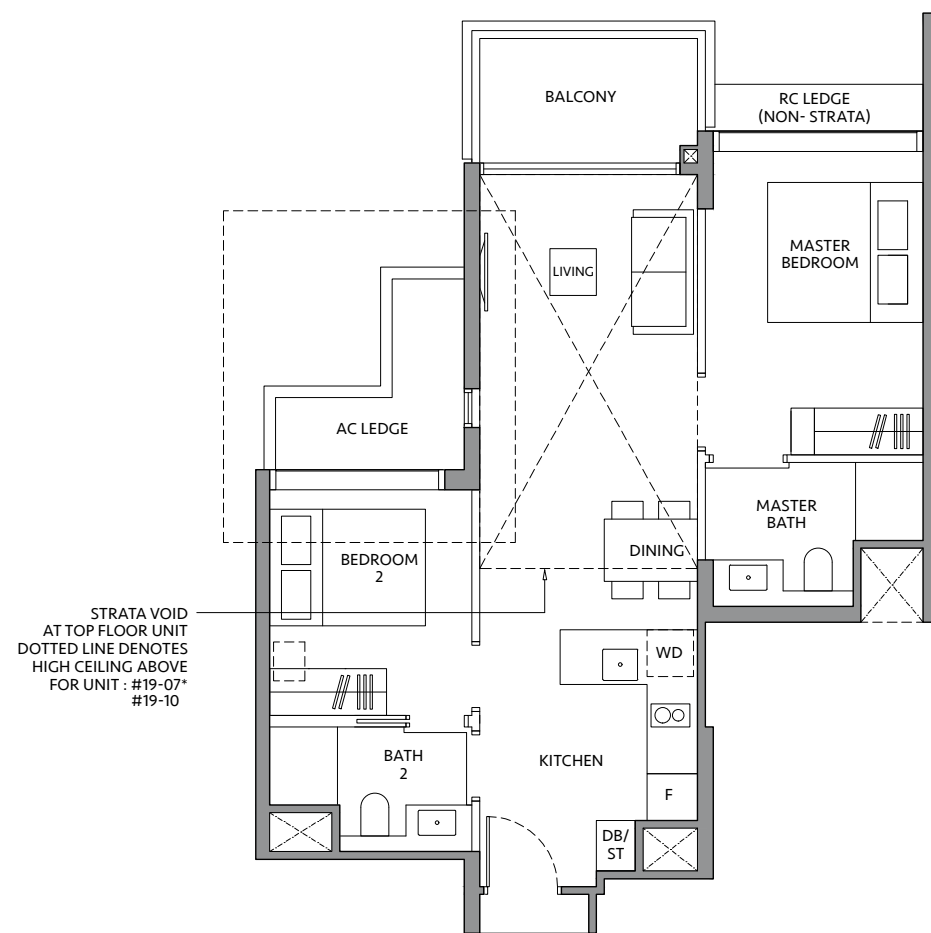 BALCONY
RC LEDGE
(NON- STRATA)
MASTER
BEDROOM
LIVING
AC LEDGE
MASTER
BATH
DINING
BEDROOM
2
STRATA VOID
AT TOP FLOOR UNIT
DOTTED LINE DENOTES
HIGH CEILING ABOVE
FOR UNIT : #19-07*
#19-10
WD
BATH
2
KITCHEN
F
DB/
ST